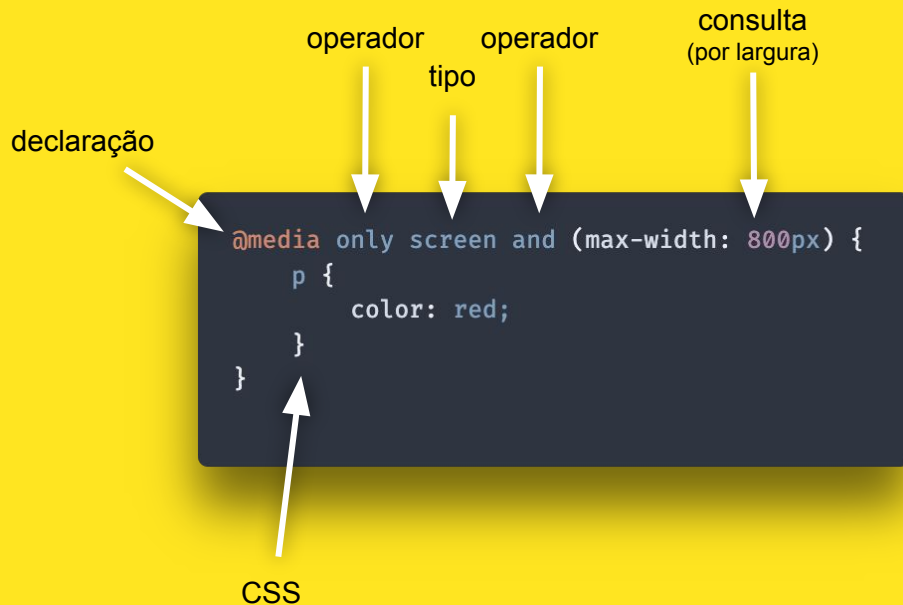 operador operador
tipo
consulta
(por largura)
declaração
@media only screen and (max-width: 800px) {
    p {
        color: red;
    }
}
CSS